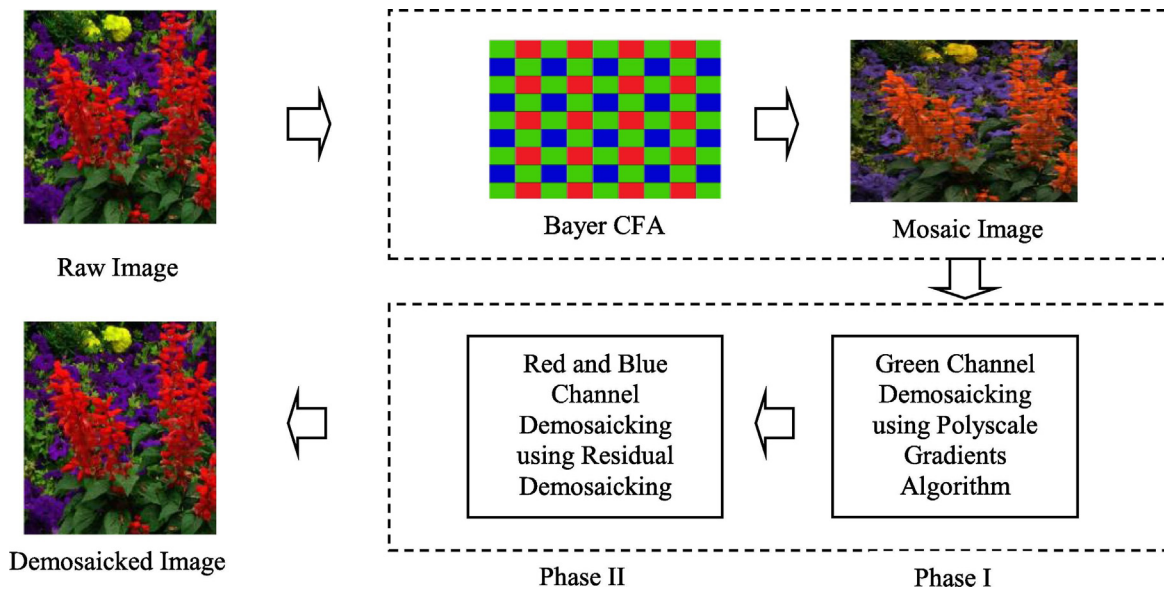 Raw Image
Bayer CFA
Mosaic Image
Green Channel
Demosaicking
using Polyscale
Gradients
Algorithm
Phase I
Red and Blue
Channel
Demosaicking
using Residual
Demosaicking
Phase II
Demosaicked Image